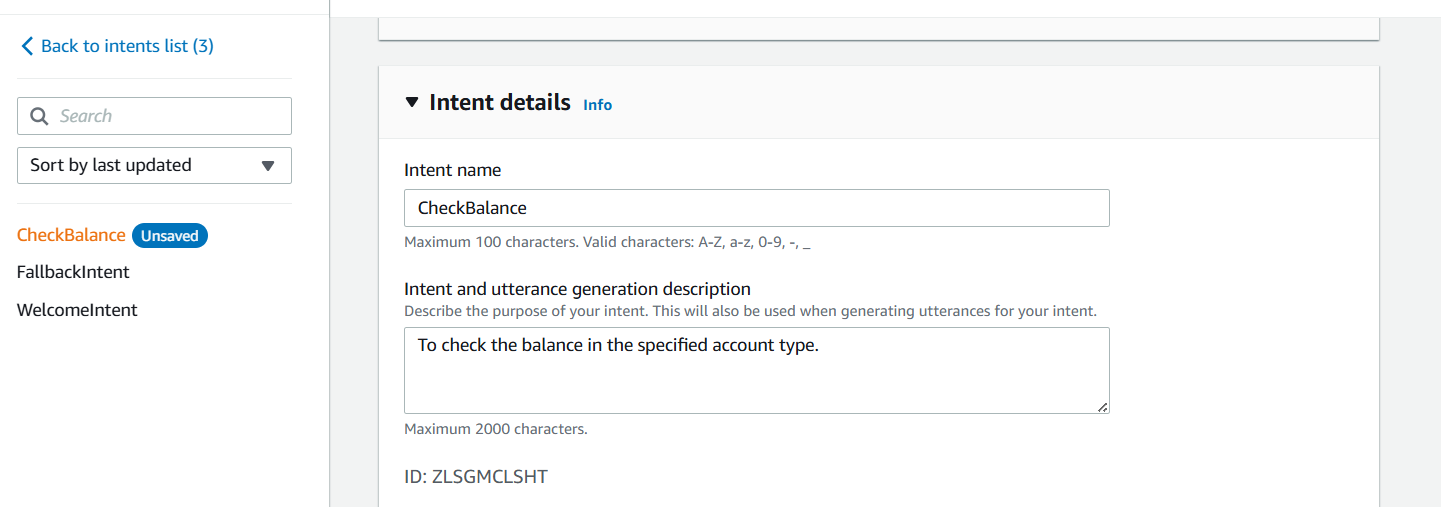 Back to intents list (3)
Search
Sort by last updated
CheckBalance Unsaved
FallbackIntent
WelcomeIntent
Intent details Info
Intent name
CheckBalance
Maximum 100 characters. Valid characters: A-Z, a-z, 0-9, -, _
Intent and utterance generation description
Describe the purpose of your intent. This will also be used when generating utterances for your intent.
To check the balance in the specified account type.
Maximum 2000 characters.
ID: ZLSGMCLSHT